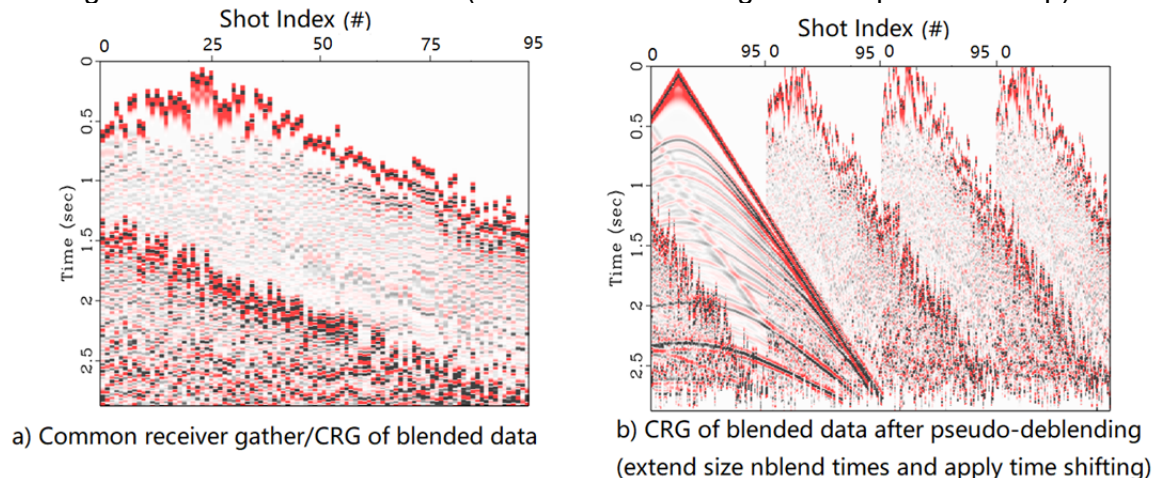 Shot Index (#)
0 25 50 75 95
0
0.5
1
1.5
2
2.5
Time (sec)
a) Common receiver gather/CRG of blended data
Shot Index (#)
0 95 0 95 0 95 0
0
0.5
1
1.5
2
2.5
Time (sec)
b) CRG of blended data after pseudo-deblending
(extend size nblend times and apply time shifting)